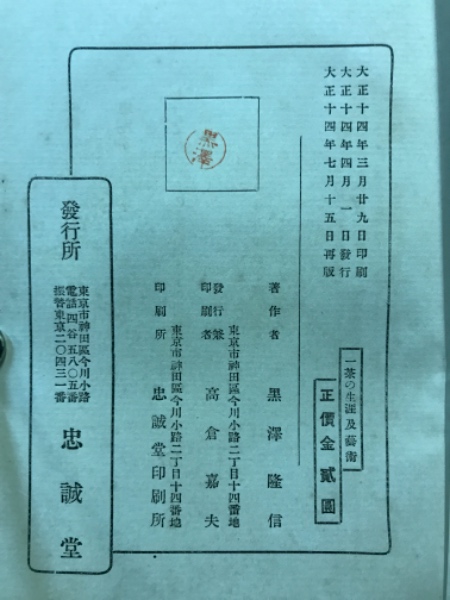 大正十四年三月廿九日印刷
大正十四年四月一日發行
大正十四年七月十五日再版
一茶の生涯及藝術
正價金貳圓
著作者 黑澤隆信
東京市神田區今川小路二丁目十四番地
發行兼印刷者 高倉嘉夫
東京市神田區今川小路二丁目十四番地
印刷所 忠誠堂印刷所
黑澤
發行所
東京市神田區今川小路
電話四谷五八〇五番
振替東京二〇四三一番
忠誠堂